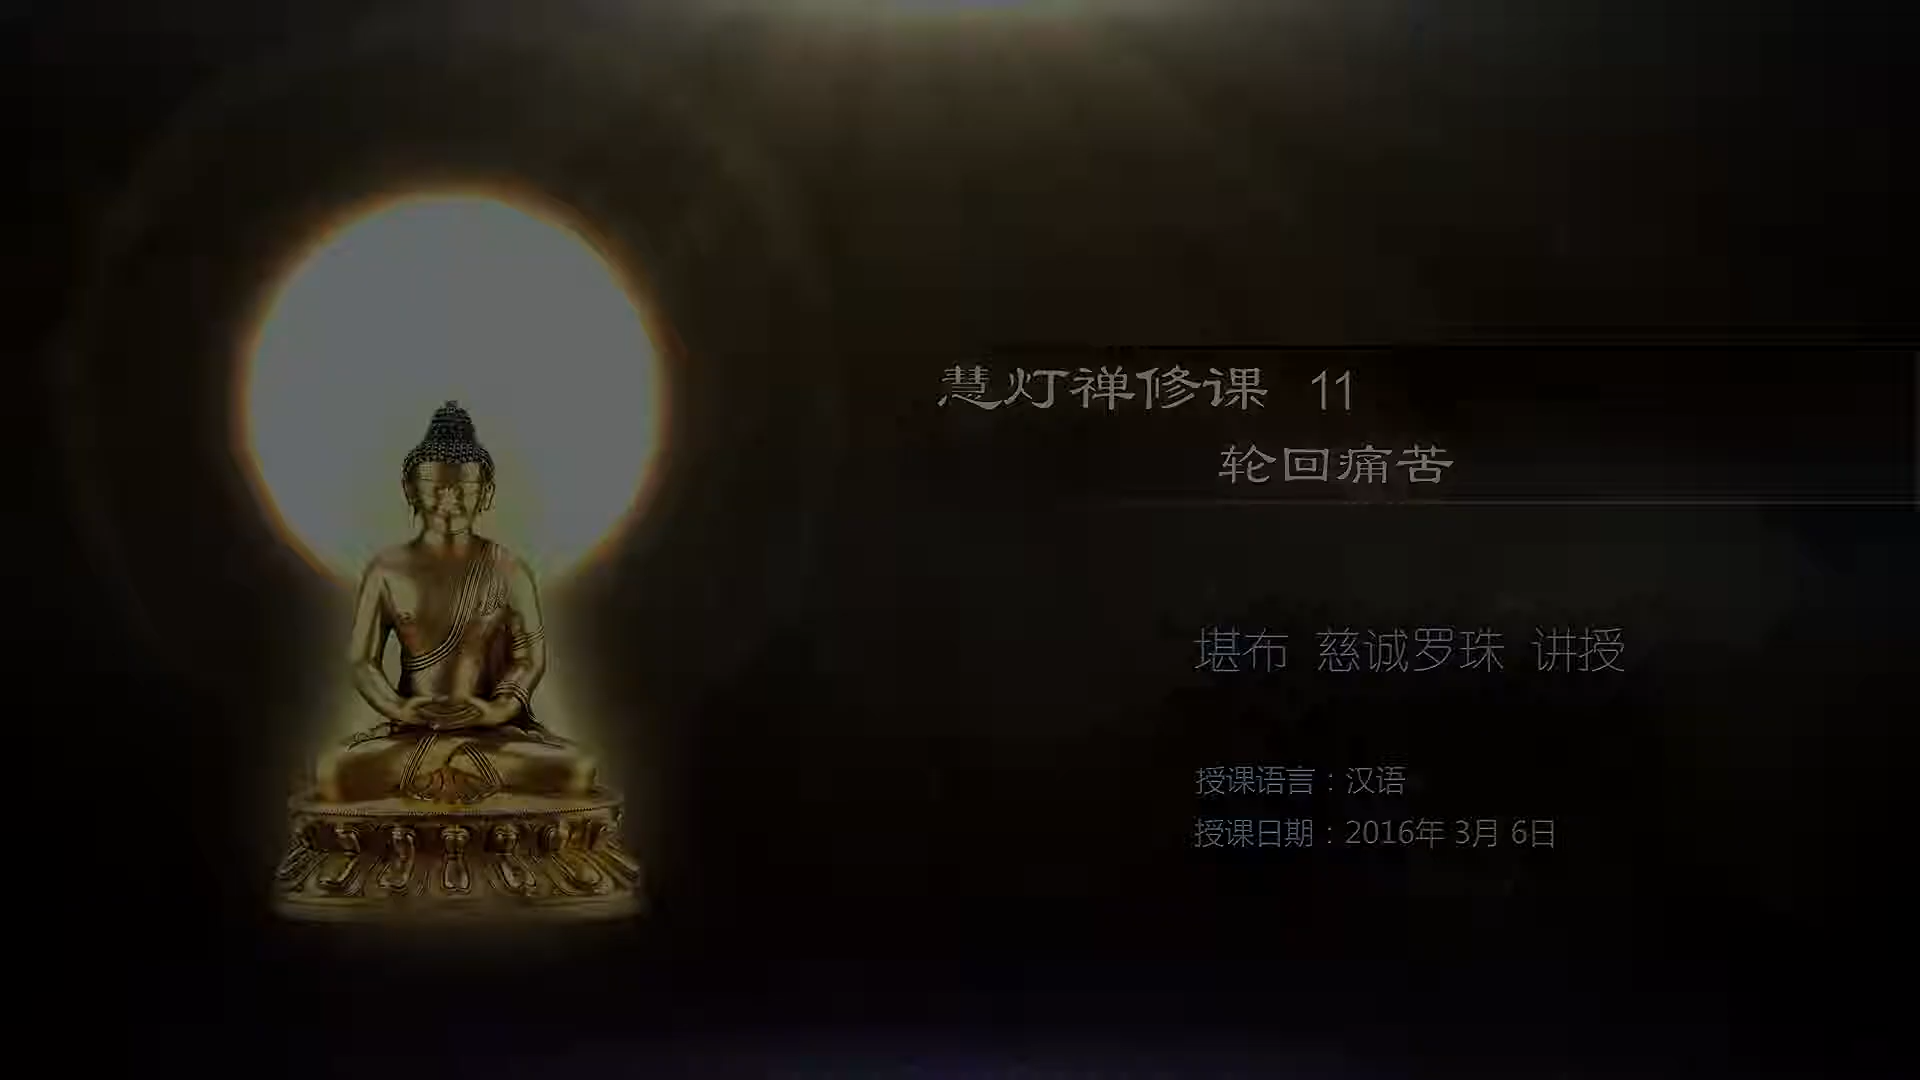 慧灯禅修课 11
轮回痛苦
堪布 慈诚罗珠 讲授
授课语言：汉语
授课日期：2016年 3月 6日